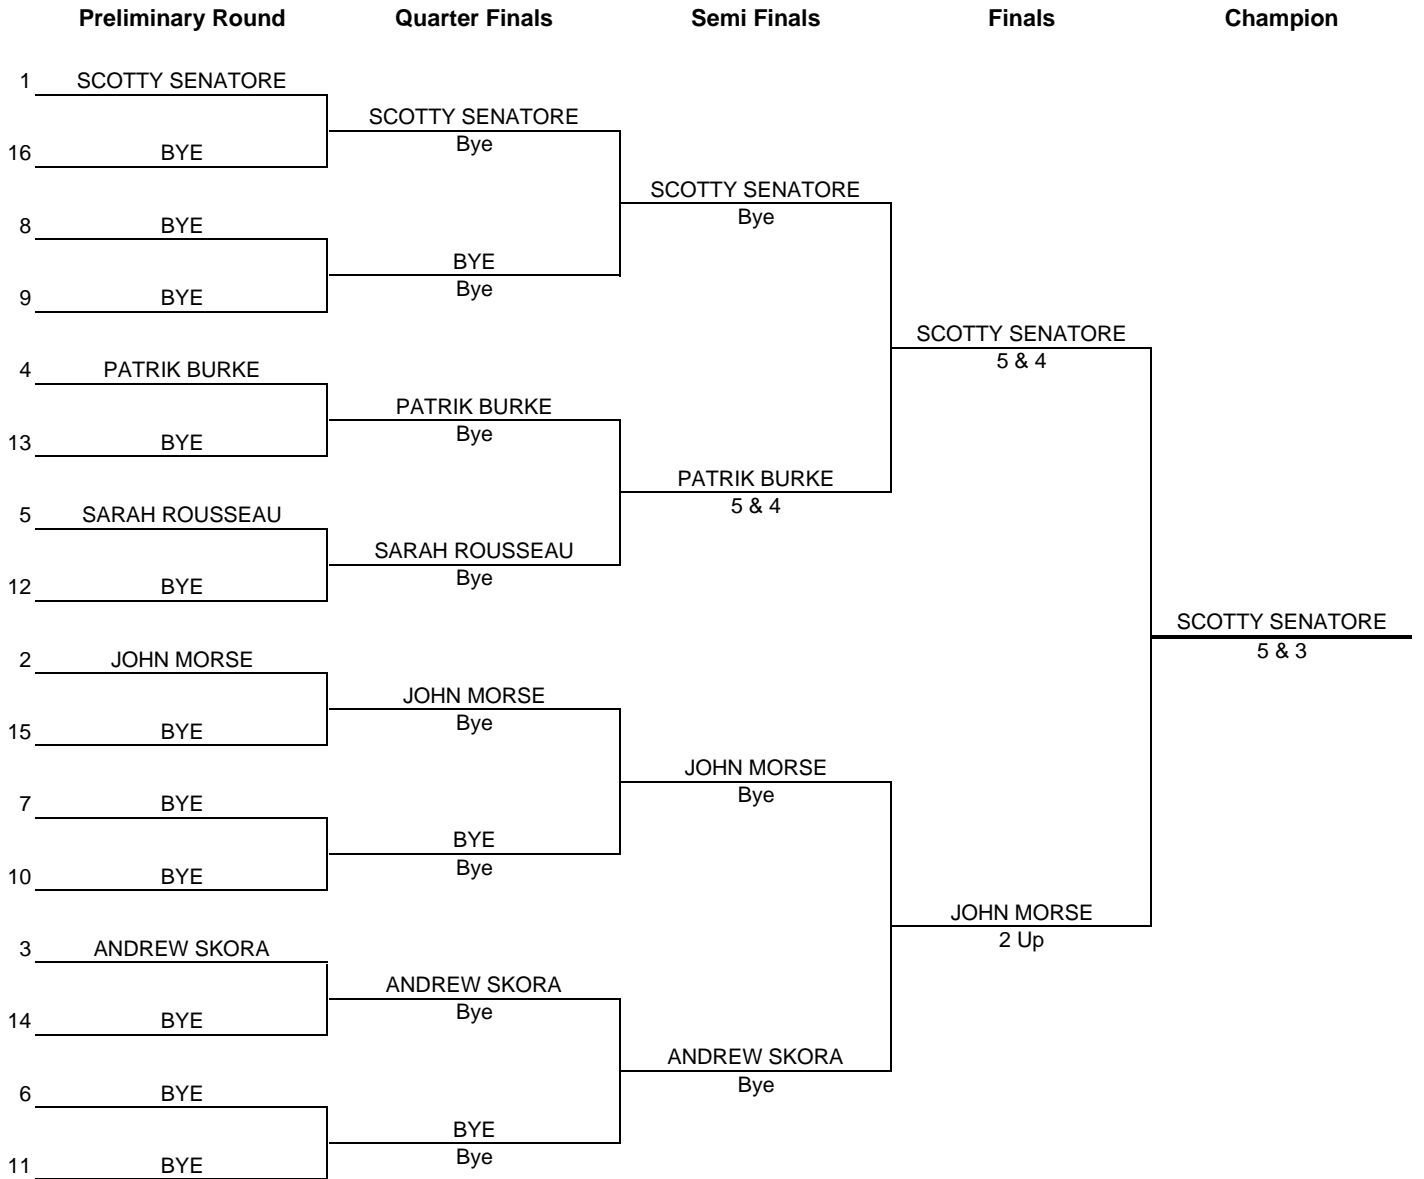 Preliminary Round Quarter Finals Semi Finals Finals Champion
1 SCOTTY SENATORE
SCOTTY SENATORE
Bye
16 BYE
SCOTTY SENATORE
Bye
8 BYE
BYE
Bye
9 BYE
SCOTTY SENATORE
5 & 4
4 PATRIK BURKE
PATRIK BURKE
Bye
13 BYE
PATRIK BURKE
5 & 4
5 SARAH ROUSSEAU
SARAH ROUSSEAU
Bye
12 BYE
SCOTTY SENATORE
5 & 3
2 JOHN MORSE
JOHN MORSE
Bye
15 BYE
JOHN MORSE
Bye
7 BYE
BYE
Bye
10 BYE
JOHN MORSE
2 Up
3 ANDREW SKORA
ANDREW SKORA
Bye
14 BYE
ANDREW SKORA
Bye
6 BYE
BYE
Bye
11 BYE